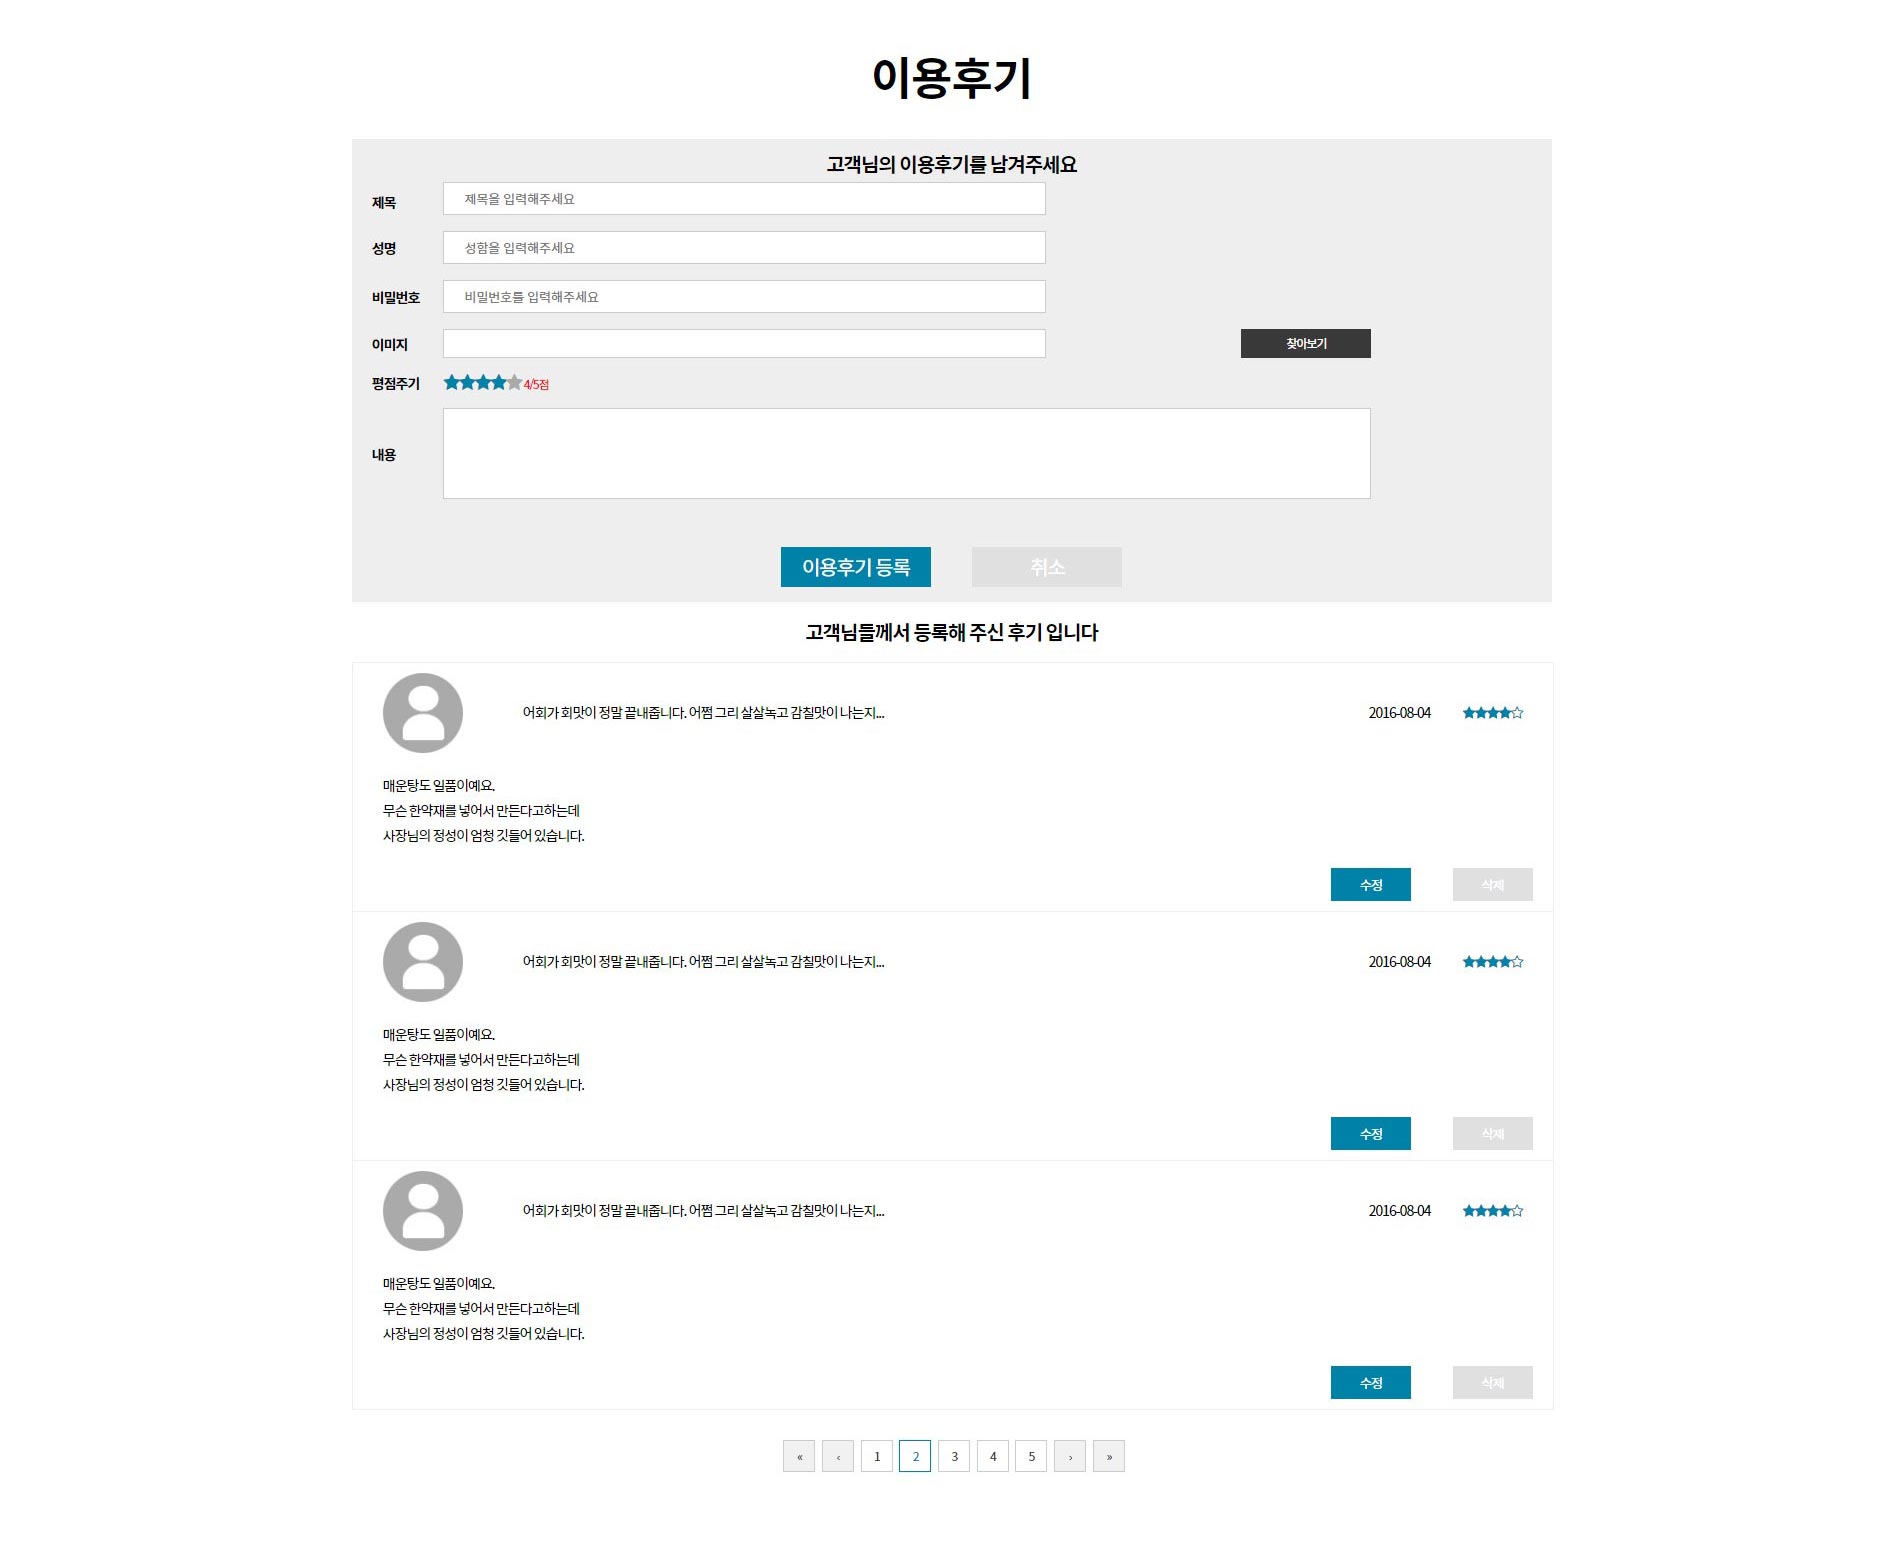 이용후기
고객님의 이용후기를 남겨주세요
제목 제목을 입력해주세요
성명 성함을 입력해주세요
비밀번호 비밀번호를 입력해주세요
이미지 찾아보기
평점주기 4/5점
내용
이용후기 등록 취소
고객님들께서 등록해 주신 후기 입니다
어회가 회맛이 정말 끝내줍니다. 어쩜 그리 살살녹고 감칠맛이 나는지... 2016-08-04
매운탕도 일품이예요.
무슨 한약재를 넣어서 만든다고하는데
사장님의 정성이 엄청 깃들어 있습니다.
수정 삭제
어회가 회맛이 정말 끝내줍니다. 어쩜 그리 살살녹고 감칠맛이 나는지... 2016-08-04
매운탕도 일품이예요.
무슨 한약재를 넣어서 만든다고하는데
사장님의 정성이 엄청 깃들어 있습니다.
수정 삭제
어회가 회맛이 정말 끝내줍니다. 어쩜 그리 살살녹고 감칠맛이 나는지... 2016-08-04
매운탕도 일품이예요.
무슨 한약재를 넣어서 만든다고하는데
사장님의 정성이 엄청 깃들어 있습니다.
수정 삭제
« ‹ 1 2 3 4 5 › »